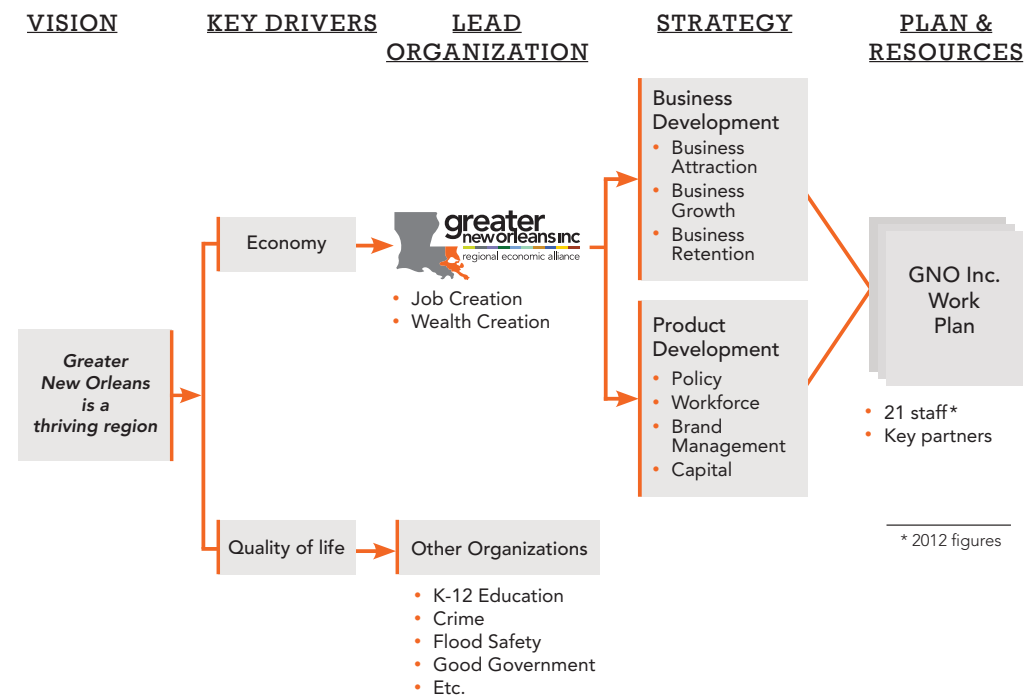 VISION
KEY DRIVERS
LEAD
ORGANIZATION
STRATEGY
PLAN &
RESOURCES
Greater
New Orleans
is a
thriving region
Economy
greater
neworleansinc
regional economic alliance
• Job Creation
• Wealth Creation
Business
Development
• Business
Attraction
• Business
Growth
• Business
Retention
Product
Development
• Policy
• Workforce
• Brand
Management
• Capital
GNO Inc.
Work
Plan
• 21 staff*
• Key partners
* 2012 figures
Quality of life
Other Organizations
• K-12 Education
• Crime
• Flood Safety
• Good Government
• Etc.